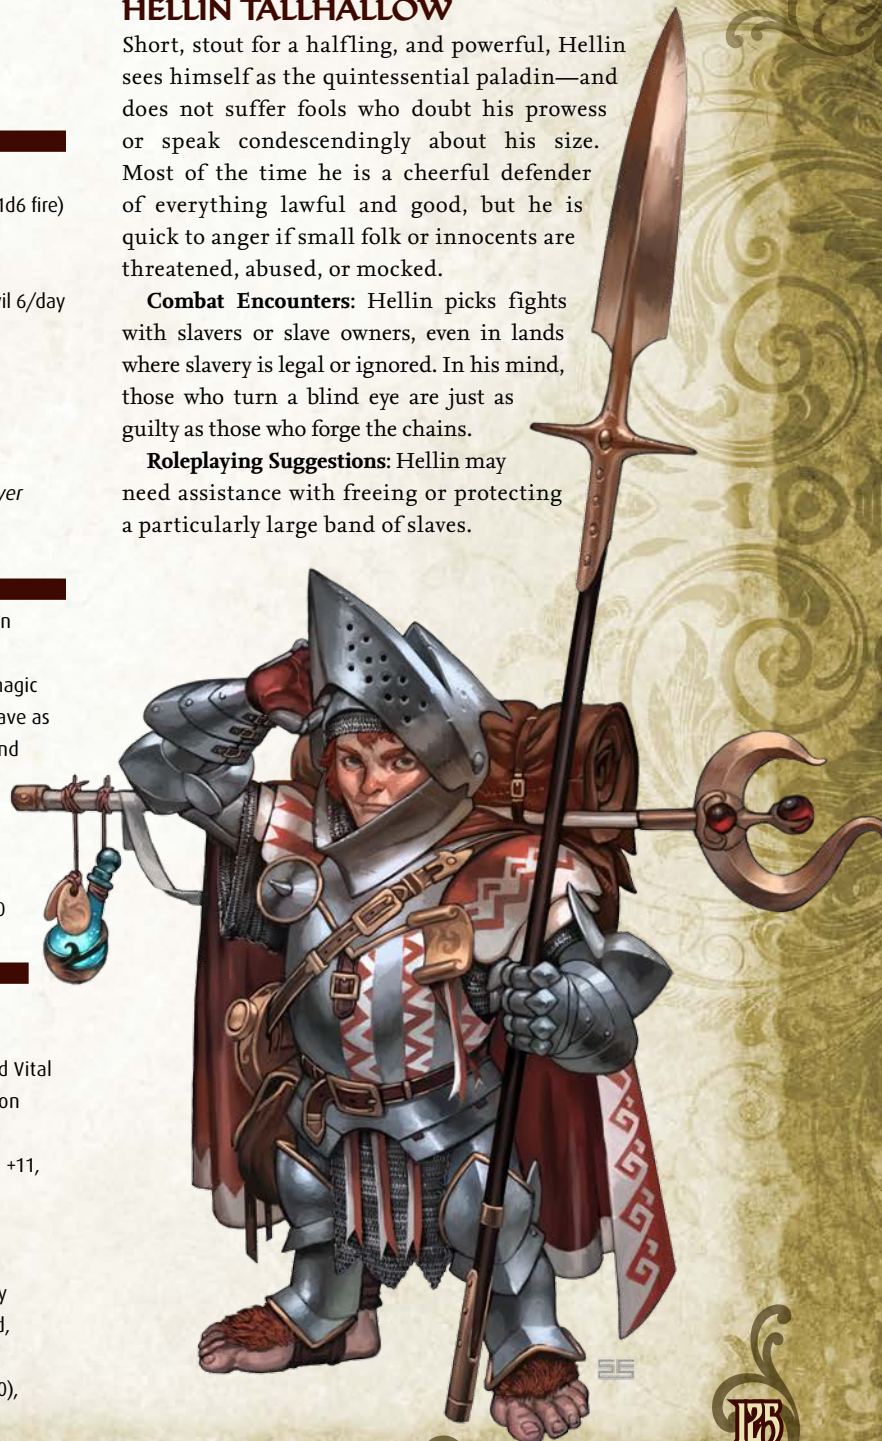 1d6 fire)
il 6/day
ver
n
magic
ave as
nd
0
d Vital
on
+11,
y
d,
0),
HELLIN TALLHALLOW
Short, stout for a halfling, and powerful, Hellin
sees himself as the quintessential paladin—and
does not suffer fools who doubt his prowess
or speak condescendingly about his size.
Most of the time he is a cheerful defender
of everything lawful and good, but he is
quick to anger if small folk or innocents are
threatened, abused, or mocked.
Combat Encounters: Hellin picks fights
with slavers or slave owners, even in lands
where slavery is legal or ignored. In his mind,
those who turn a blind eye are just as
guilty as those who forge the chains.
Roleplaying Suggestions: Hellin may
need assistance with freeing or protecting
a particularly large band of slaves.
125